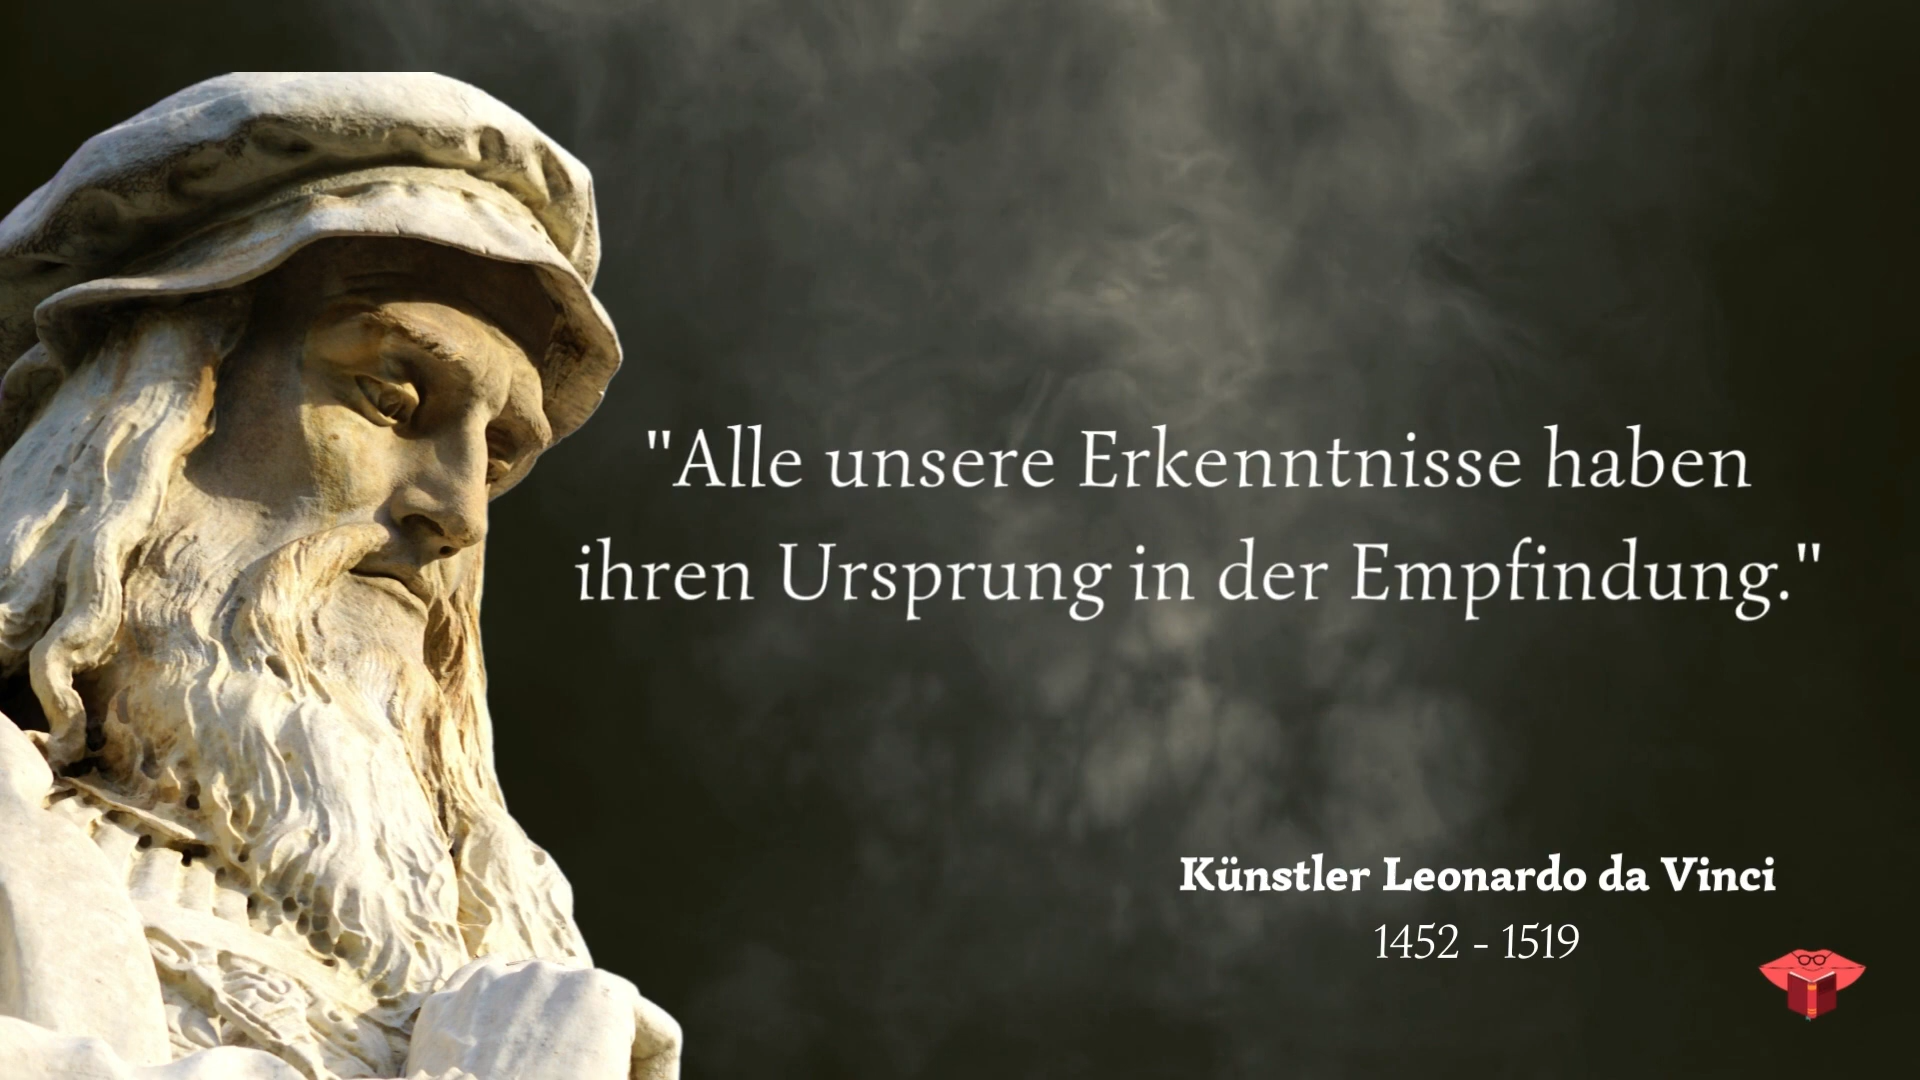 "Alle unsere Erkenntnisse haben
ihren Ursprung in der Empfindung."
Künstler Leonardo da Vinci
1452 - 1519